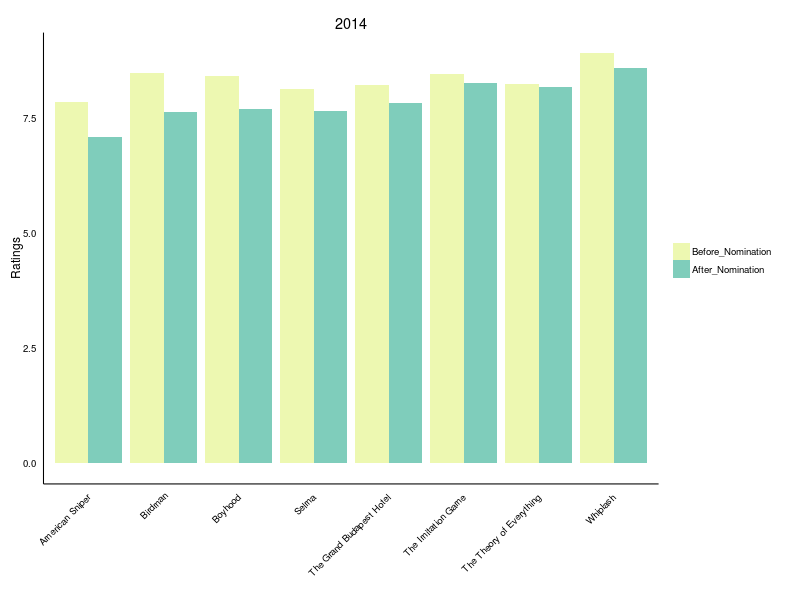 2014
Ratings
7.5
5.0
2.5
0.0
American Sniper
Birdman
Boyhood
Selma
The Grand Budapest Hotel
The Imitation Game
The Theory of Everything
Whiplash
Before_Nomination
After_Nomination